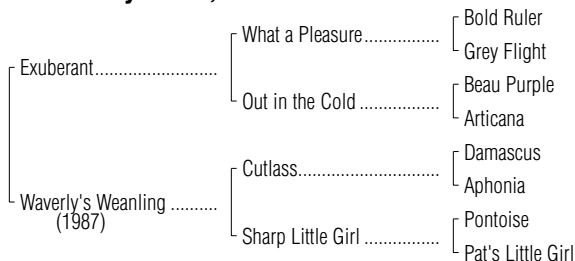 Bold Ruler
What a Pleasure................
Grey Flight
Exuberant..........................
Beau Purple
Out in the Cold .................
Articana
Damascus
Cutlass..............................
Aphonia
Waverly's Weanling ..........
(1987)
Pontoise
Sharp Little Girl ................
Pat's Little Girl